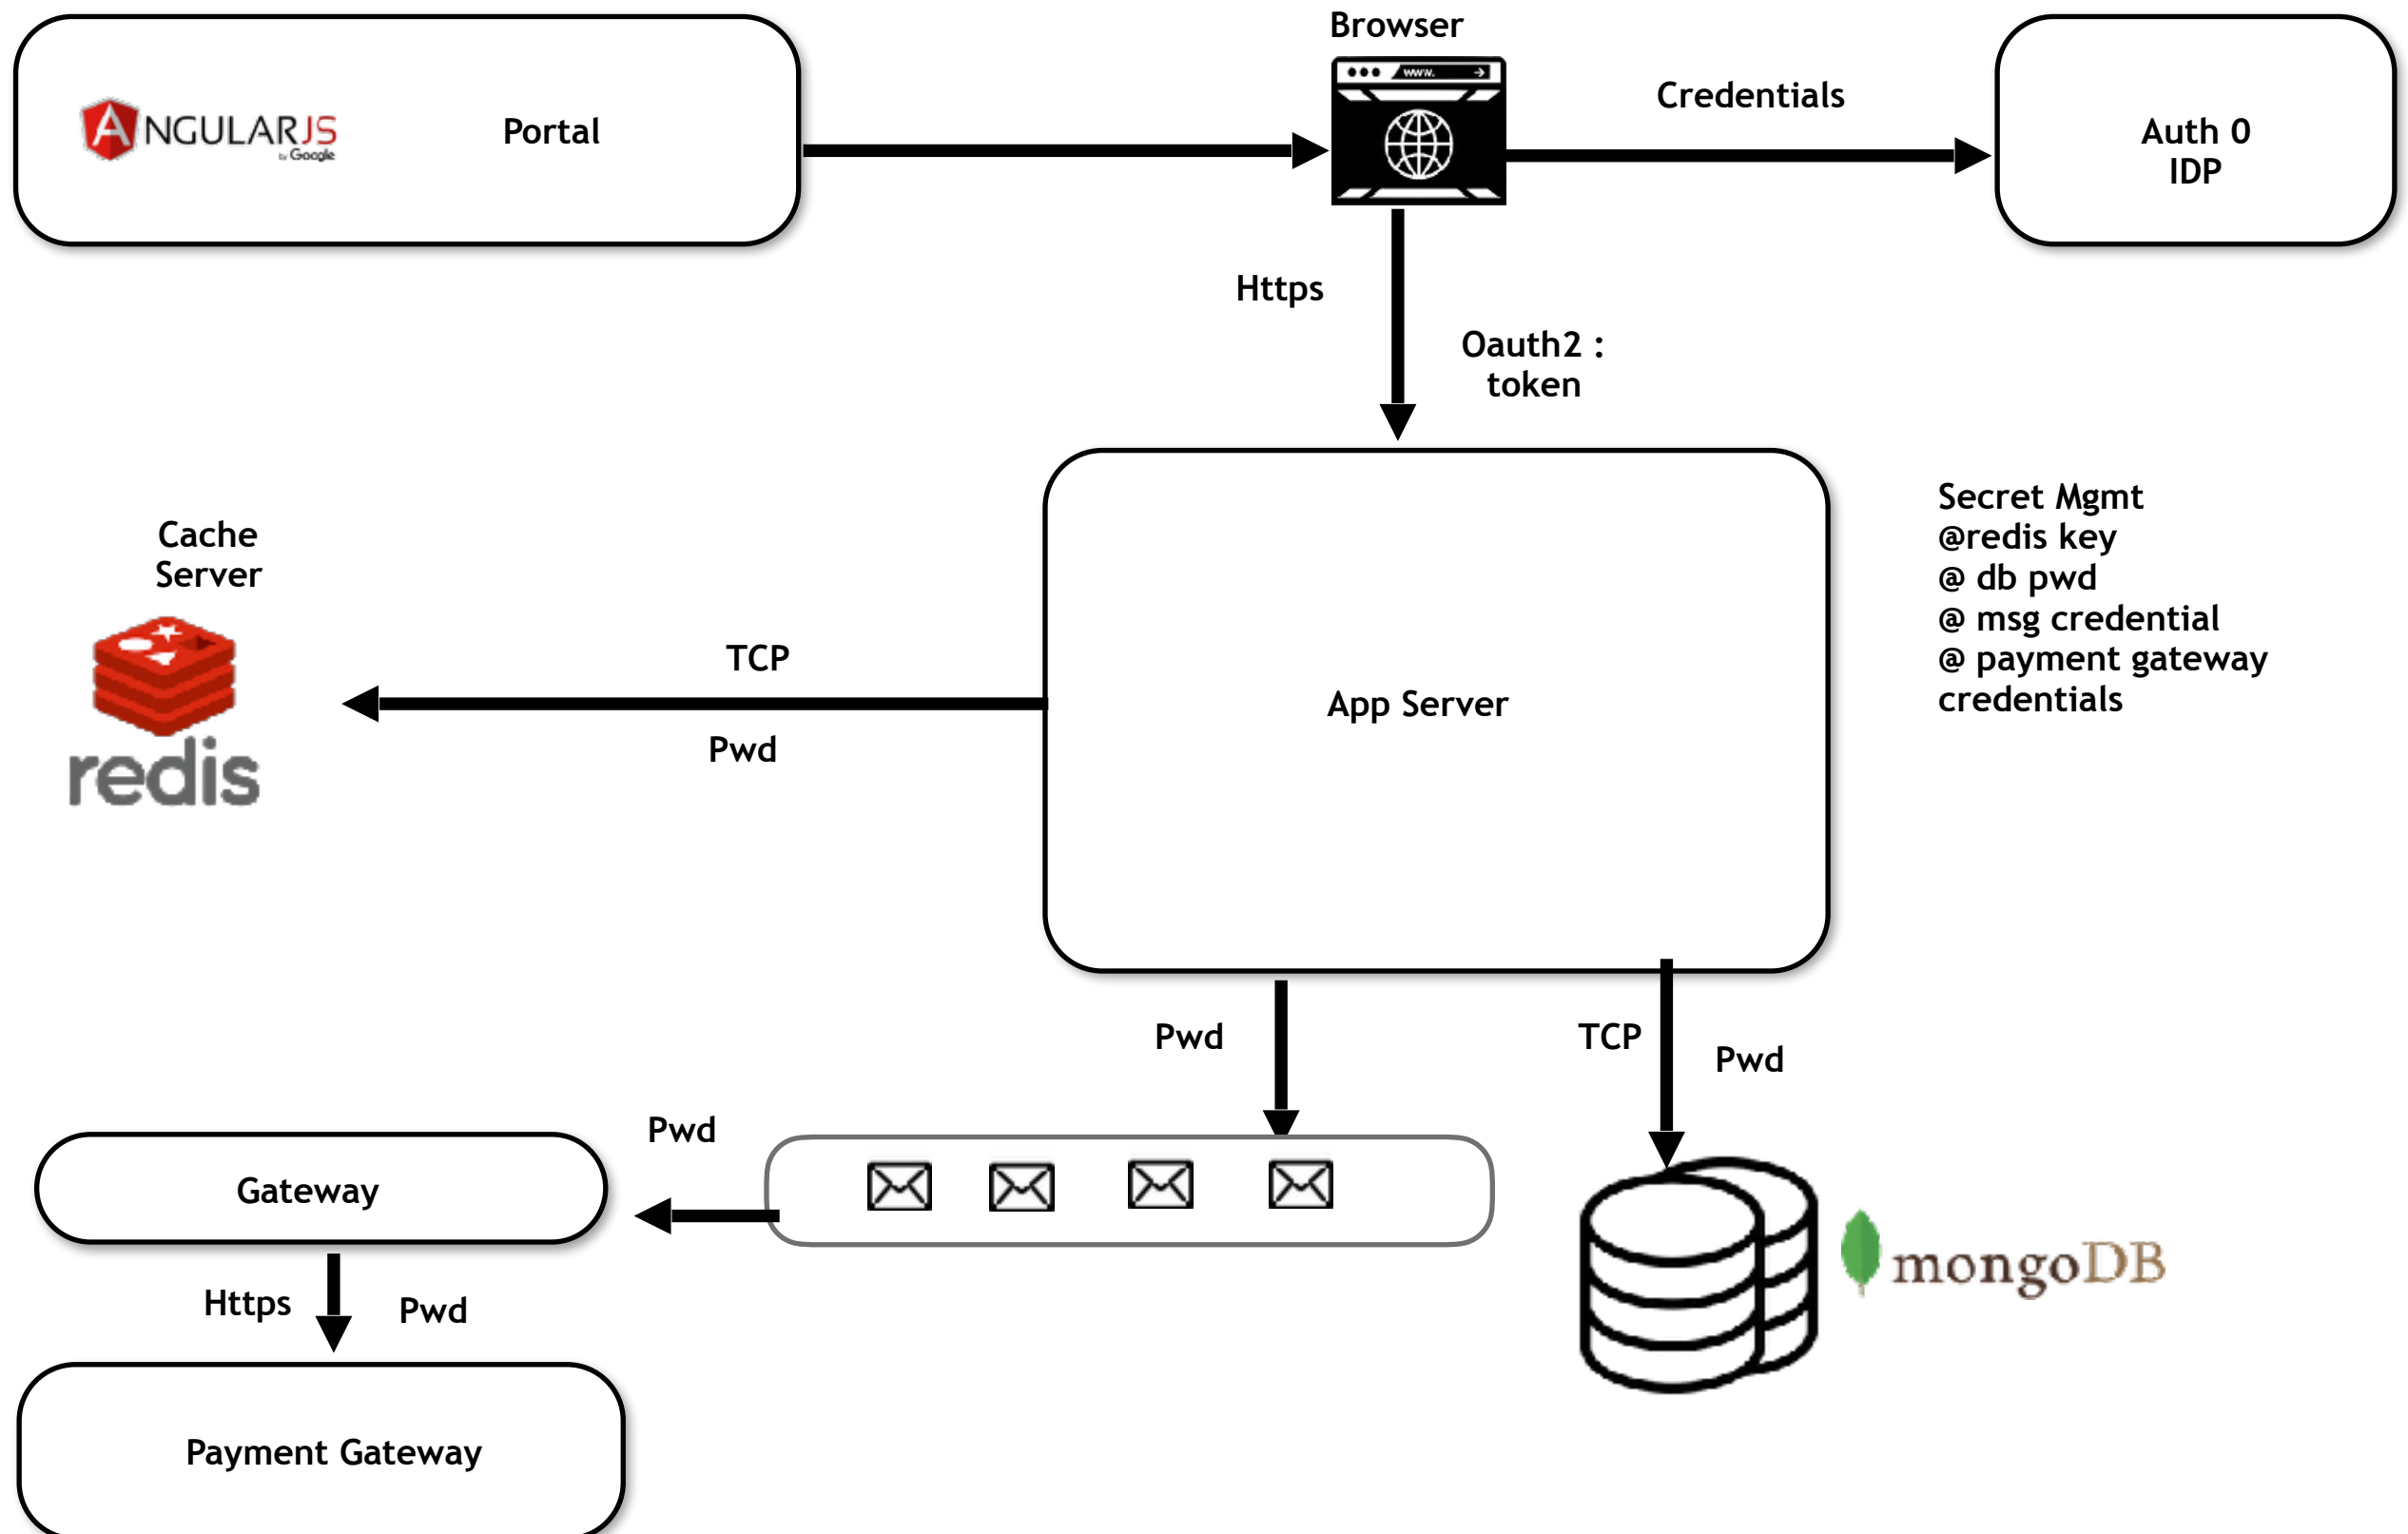 Browser
www.
Credentials
ANGULARJS
by Google
Portal
Auth 0
IDP
Https
Oauth2 :
token
Secret Mgmt
@redis key
@ db pwd
@ msg credential
@ payment gateway
credentials
Cache
Server
redis
TCP
Pwd
App Server
Pwd
TCP
Pwd
Pwd
Gateway
Https
Pwd
mongoDB
Payment Gateway